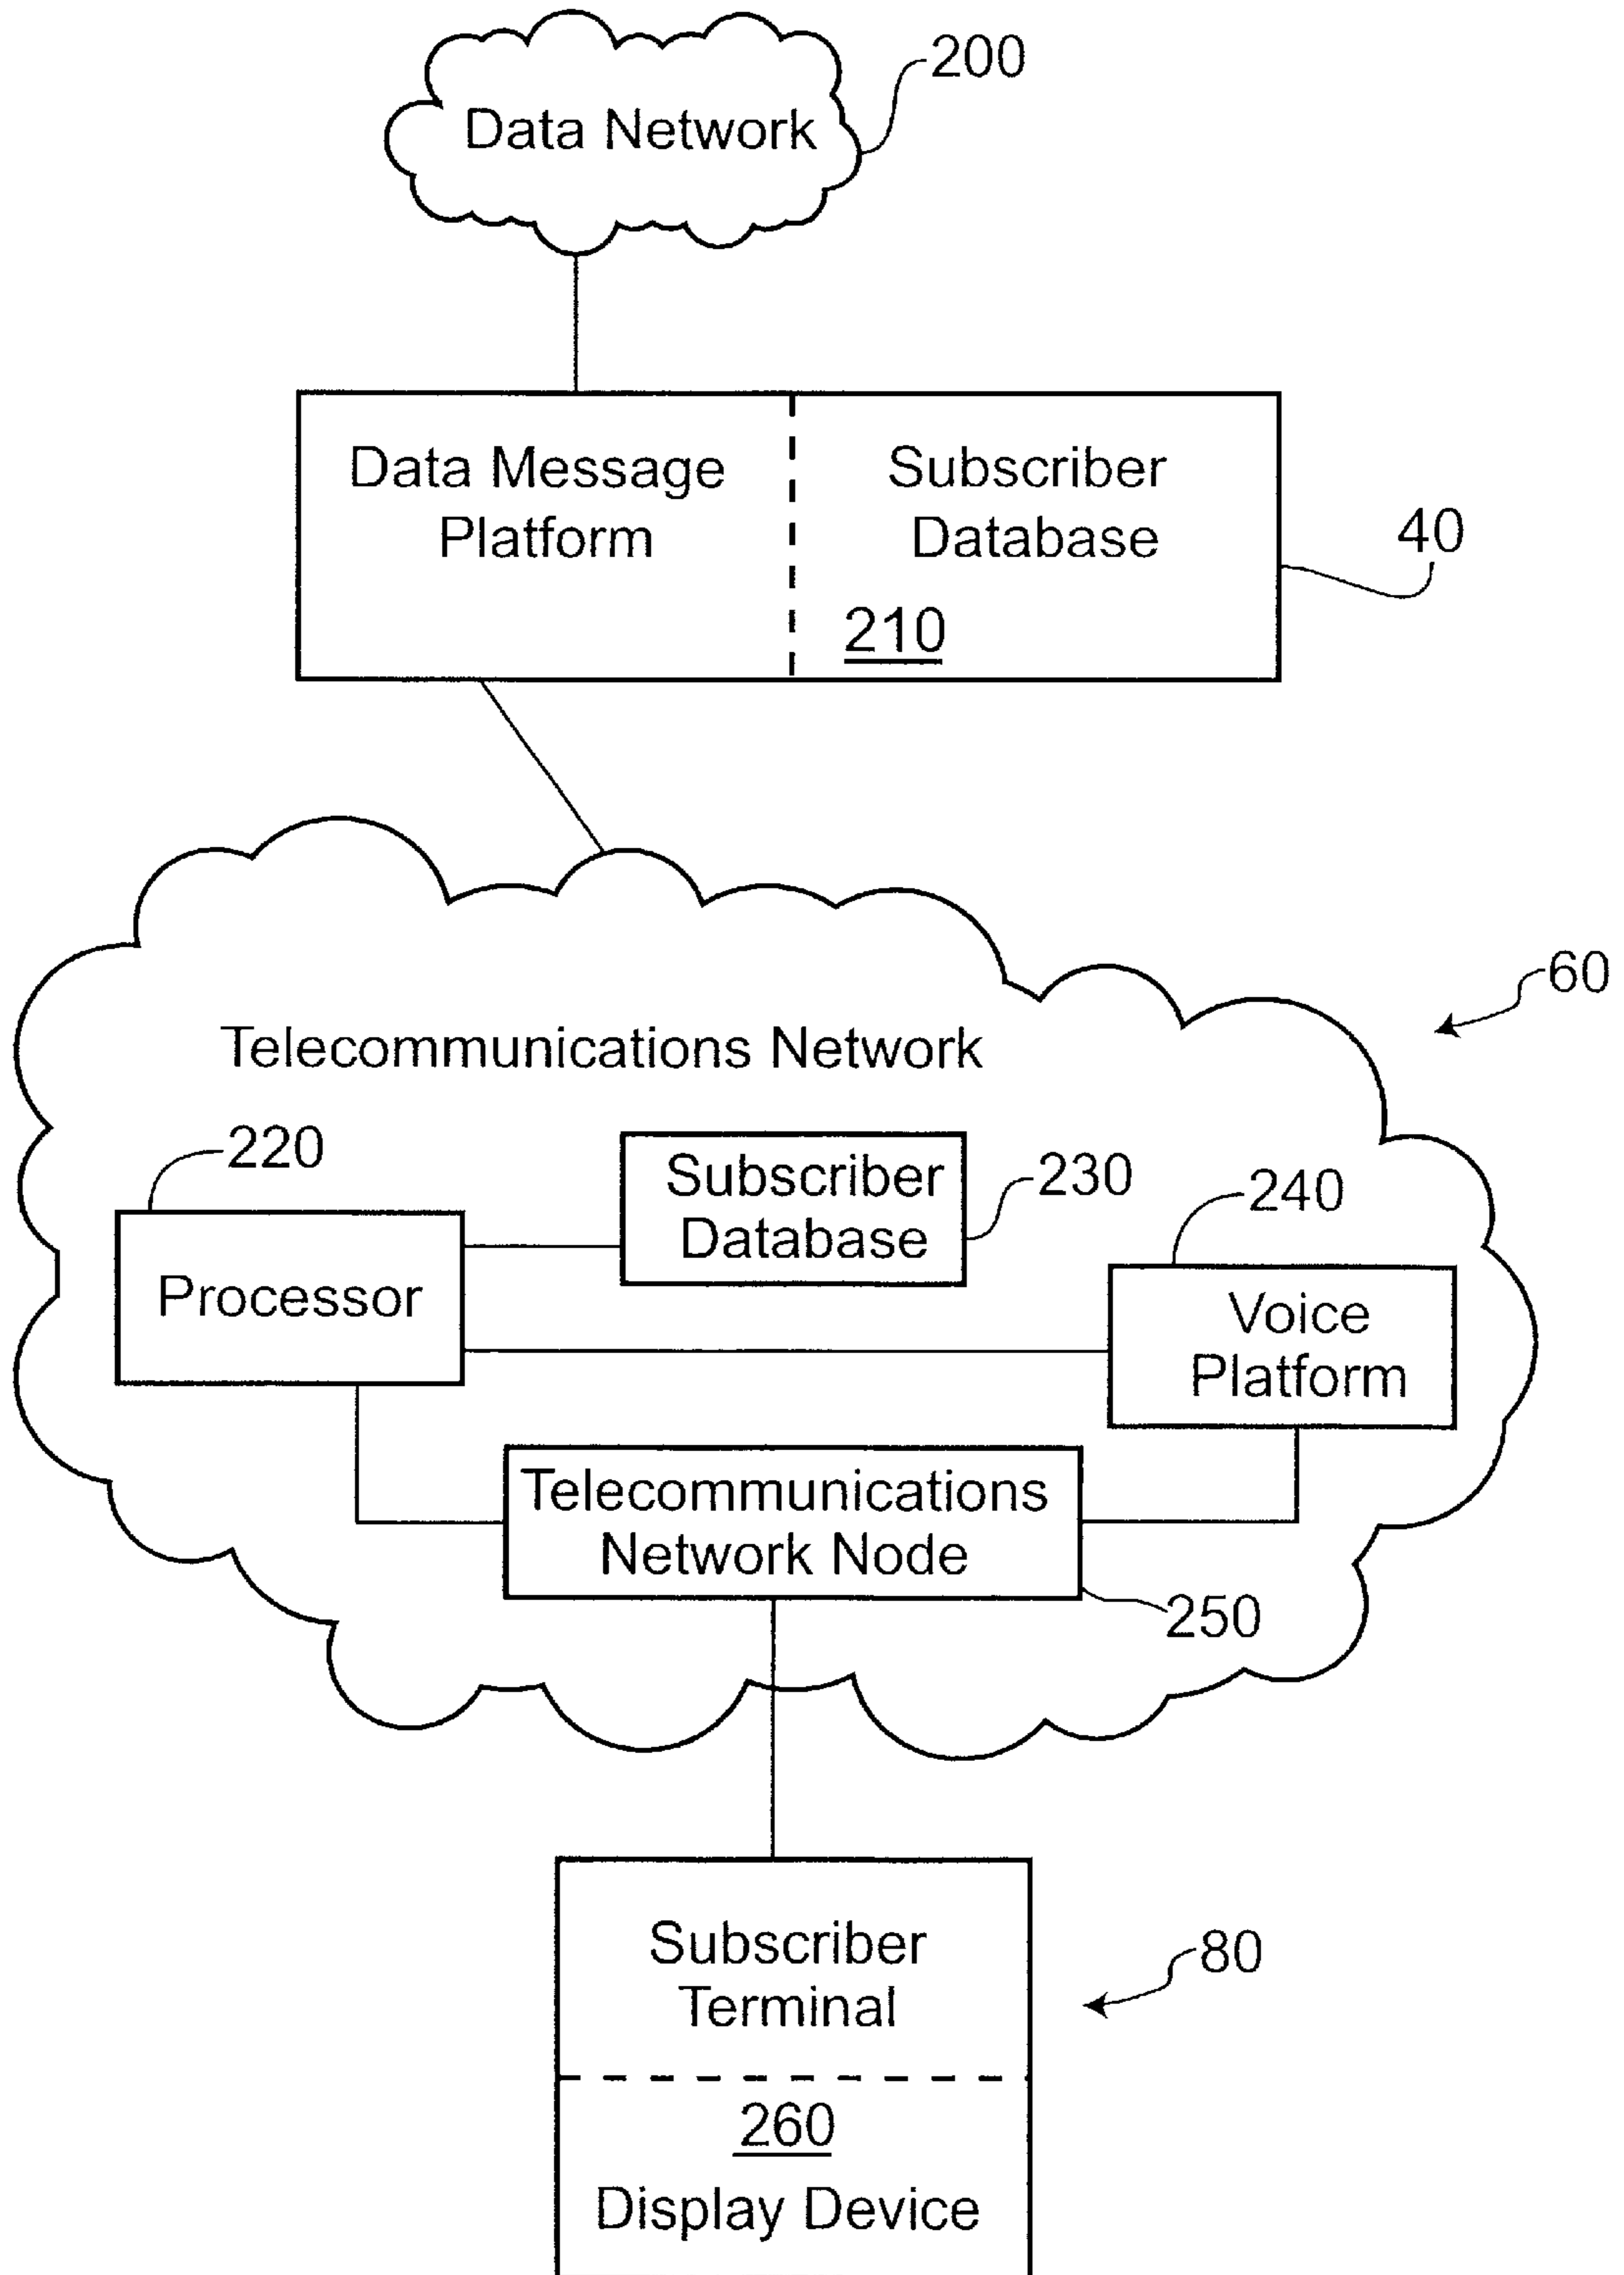 200
Data Network
Data Message
Platform
Subscriber
Database
210
40
60
Telecommunications Network
220
Subscriber
Database
230
240
Processor
Voice
Platform
Telecommunications
Network Node
250
Subscriber
Terminal
80
260
Display Device